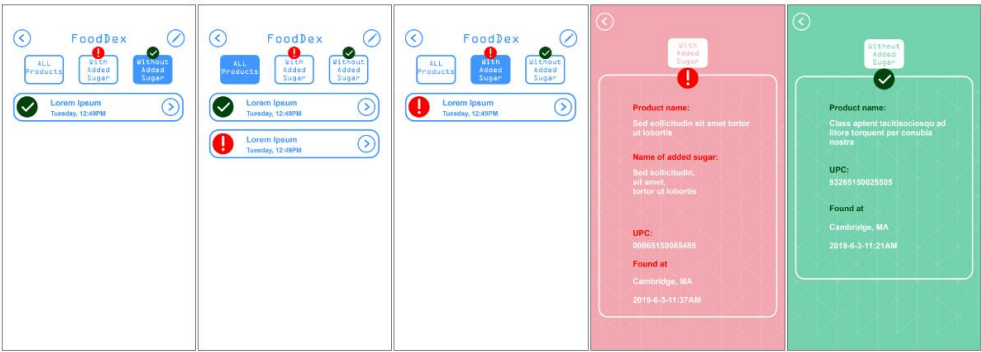 FoodDex
ALL
Products
With
Added
Sugar
Without
Added
Sugar
Lorem Ipsum
Tuesday, 12:49PM
FoodDex
ALL
Products
With
Added
Sugar
Without
Added
Sugar
Lorem Ipsum
Tuesday, 12:49PM
Lorem Ipsum
Tuesday, 12:49PM
FoodDex
ALL
Products
With
Added
Sugar
Without
Added
Sugar
Lorem Ipsum
Tuesday, 12:49PM
With
Added
Sugar
Product name:
Sed sollicitudin sit amet tortor
ut lobortis
Name of added sugar:
Sed sollicitudin,
sit amet,
tortor ut lobortis
UPC:
00865150065485
Found at
Cambridge, MA
2019-6-3-11:37AM
Without
Added
Sugar
Product name:
Class aptent tacitisociosqu ad
litora torquent per conubia
nostra
UPC:
93265150025505
Found at
Cambridge, MA
2019-6-3-11:21AM